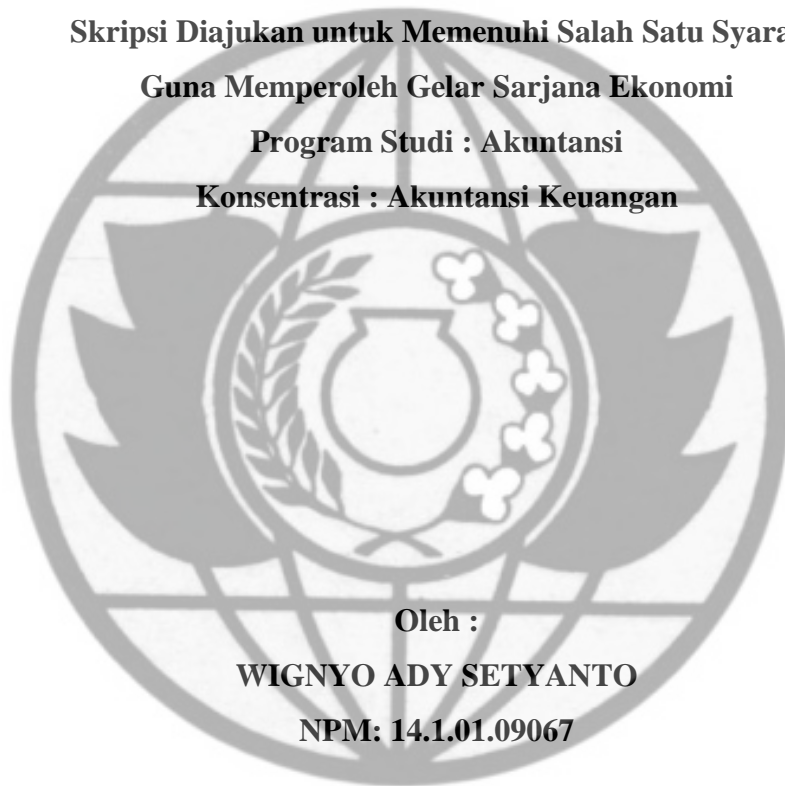 Skripsi Diajukan untuk Memenuhi Salah Satu Syara
Guna Memperoleh Gelar Sarjana Ekonomi
Program Studi : Akuntansi
Konsentrasi : Akuntansi Keuangan
Oleh :
WIGNYO ADY SETYANTO
NPM: 14.1.01.09067